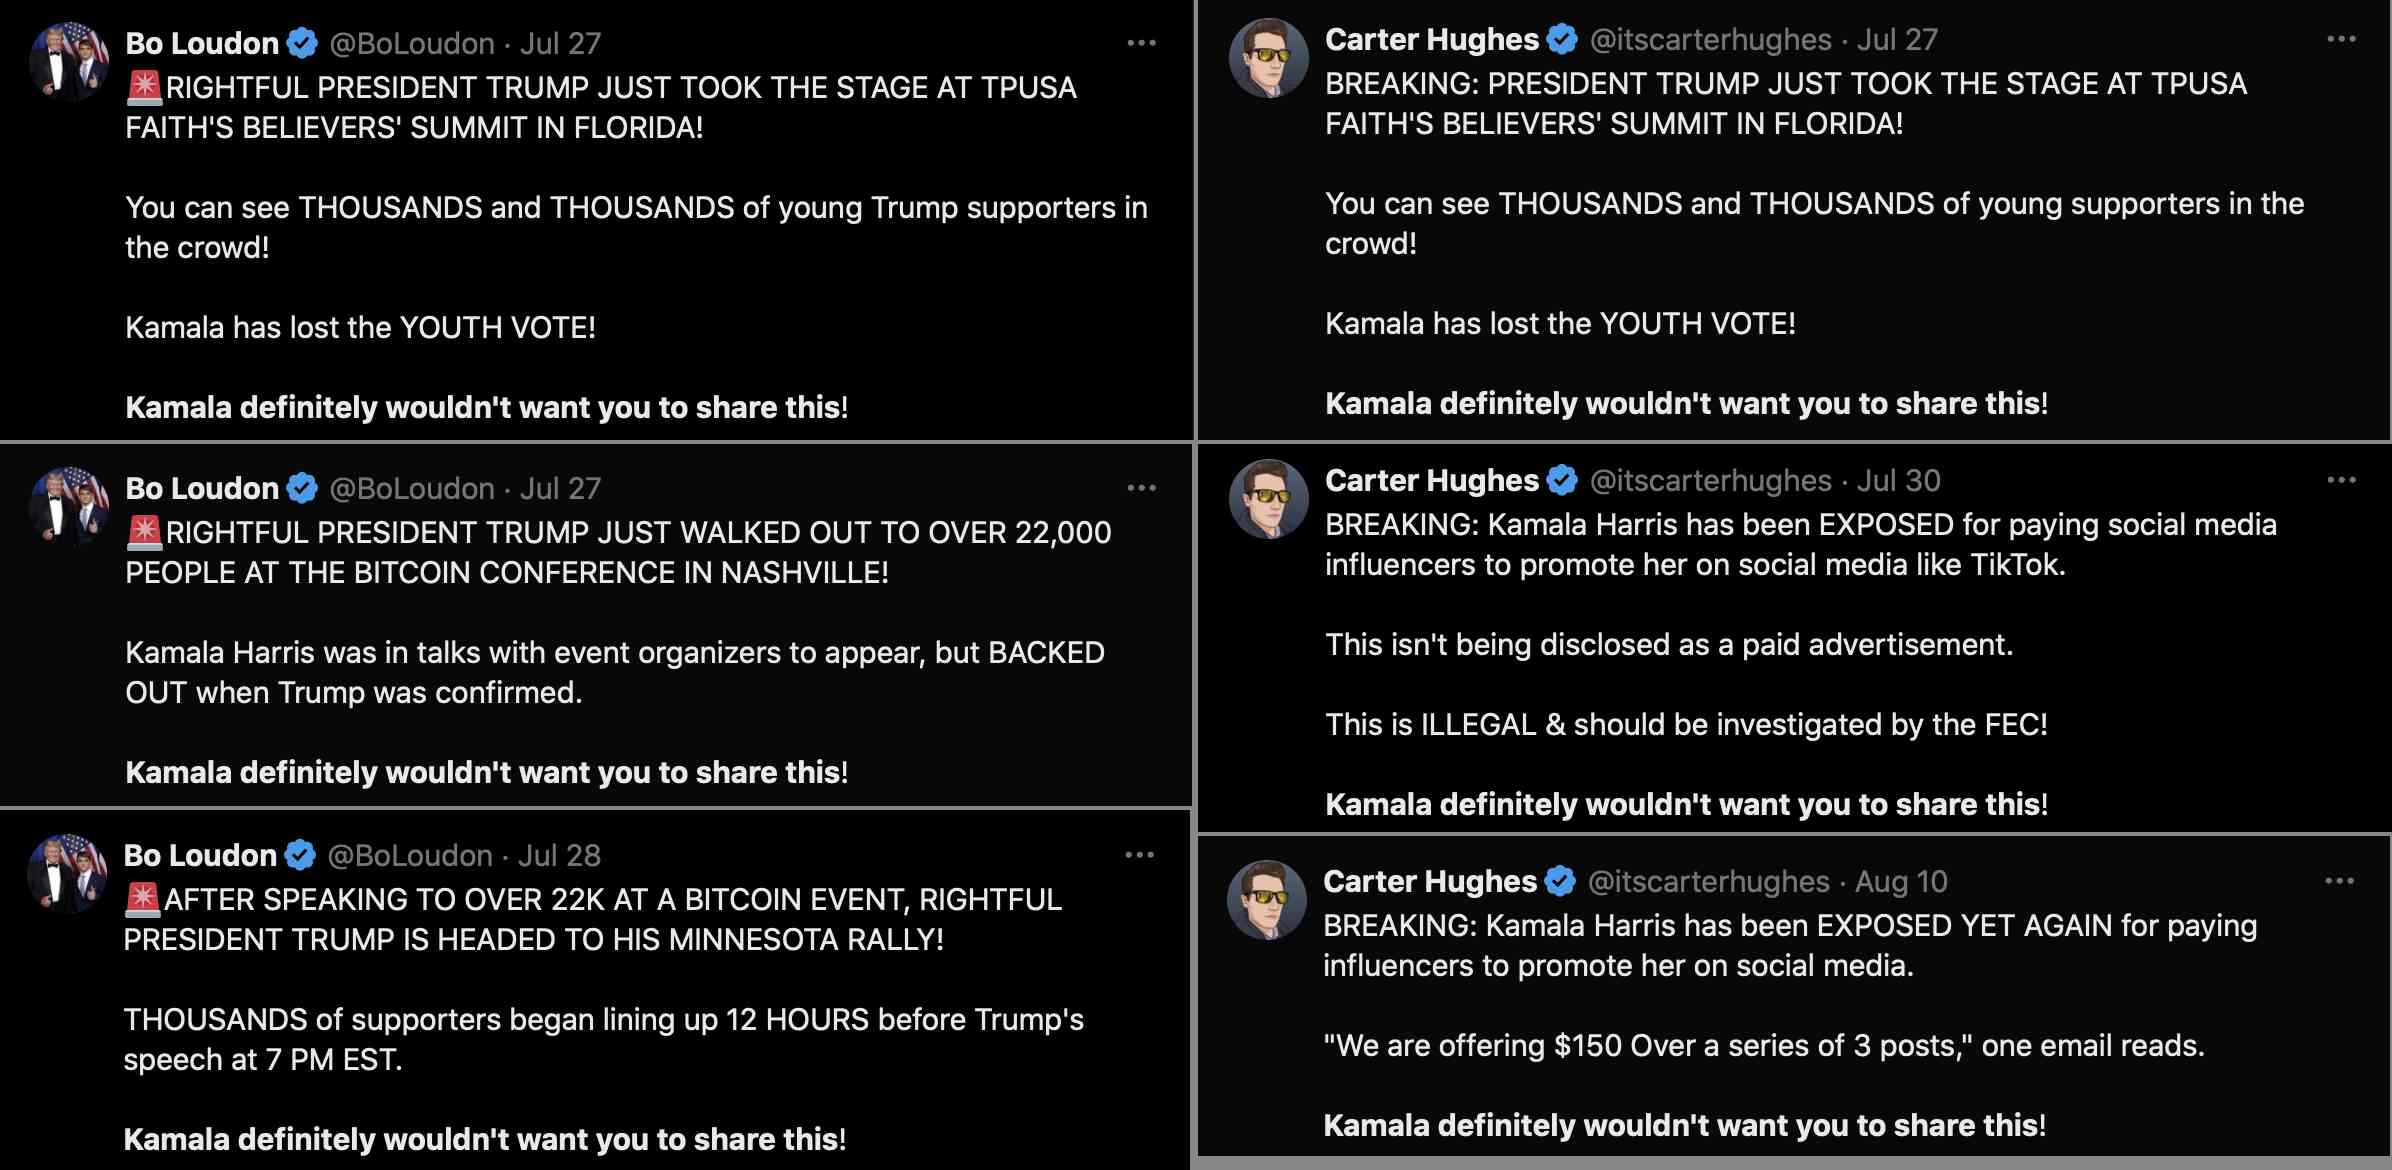 Bo Loudon @BoLoudon · Jul 27
🚨RIGHTFUL PRESIDENT TRUMP JUST TOOK THE STAGE AT TPUSA
FAITH'S BELIEVERS' SUMMIT IN FLORIDA!
You can see THOUSANDS and THOUSANDS of young Trump supporters in
the crowd!
Kamala has lost the YOUTH VOTE!
Kamala definitely wouldn't want you to share this!
Bo Loudon @BoLoudon · Jul 27
🚨RIGHTFUL PRESIDENT TRUMP JUST WALKED OUT TO OVER 22,000
PEOPLE AT THE BITCOIN CONFERENCE IN NASHVILLE!
Kamala Harris was in talks with event organizers to appear, but BACKED
OUT when Trump was confirmed.
Kamala definitely wouldn't want you to share this!
Bo Loudon @BoLoudon · Jul 28
🚨AFTER SPEAKING TO OVER 22K AT A BITCOIN EVENT, RIGHTFUL
PRESIDENT TRUMP IS HEADED TO HIS MINNESOTA RALLY!
THOUSANDS of supporters began lining up 12 HOURS before Trump's
speech at 7 PM EST.
Kamala definitely wouldn't want you to share this!
Carter Hughes @itscarterhughes · Jul 27
BREAKING: PRESIDENT TRUMP JUST TOOK THE STAGE AT TPUSA
FAITH'S BELIEVERS' SUMMIT IN FLORIDA!
You can see THOUSANDS and THOUSANDS of young supporters in the
crowd!
Kamala has lost the YOUTH VOTE!
Kamala definitely wouldn't want you to share this!
Carter Hughes @itscarterhughes · Jul 30
BREAKING: Kamala Harris has been EXPOSED for paying social media
influencers to promote her on social media like TikTok.
This isn't being disclosed as a paid advertisement.
This is ILLEGAL & should be investigated by the FEC!
Kamala definitely wouldn't want you to share this!
Carter Hughes @itscarterhughes · Aug 10
BREAKING: Kamala Harris has been EXPOSED YET AGAIN for paying
influencers to promote her on social media.
"We are offering $150 Over a series of 3 posts," one email reads.
Kamala definitely wouldn't want you to share this!